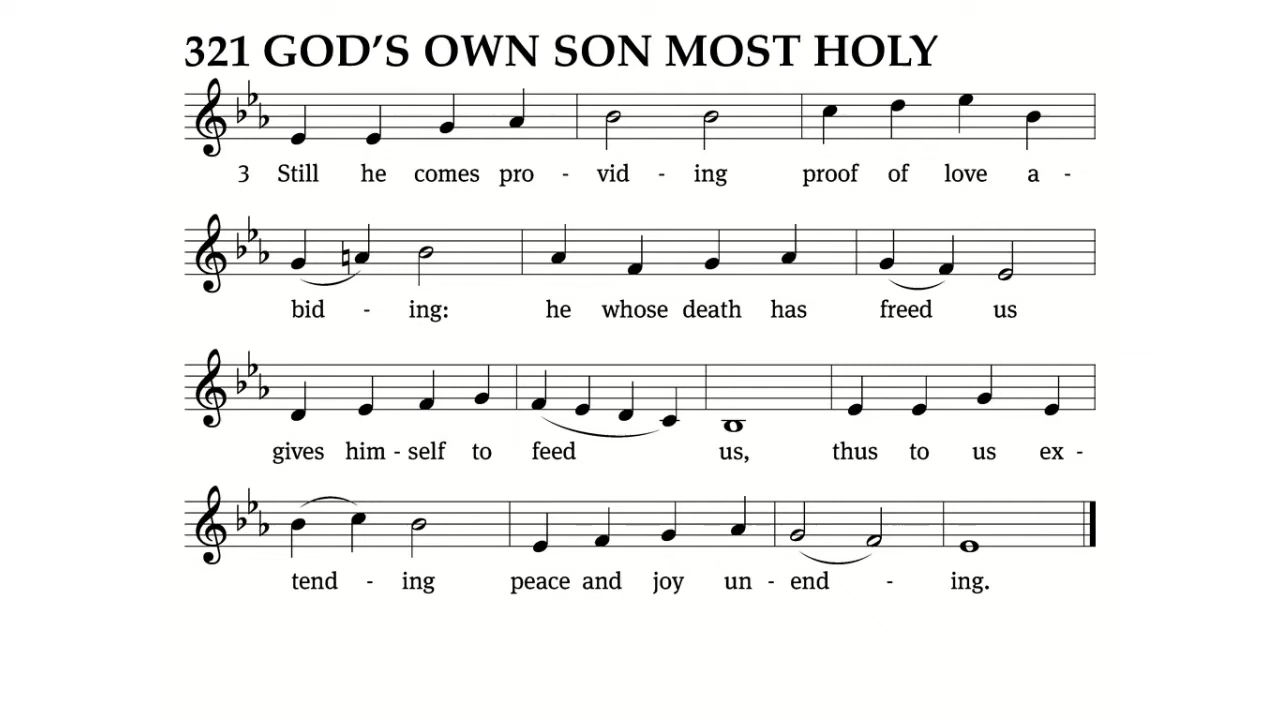 321 GOD’S OWN SON MOST HOLY
3 Still he comes pro - vid - ing proof of love a -
bid - ing: he whose death has freed us
gives him - self to feed us, thus to us ex -
tend - ing peace and joy un - end - ing.